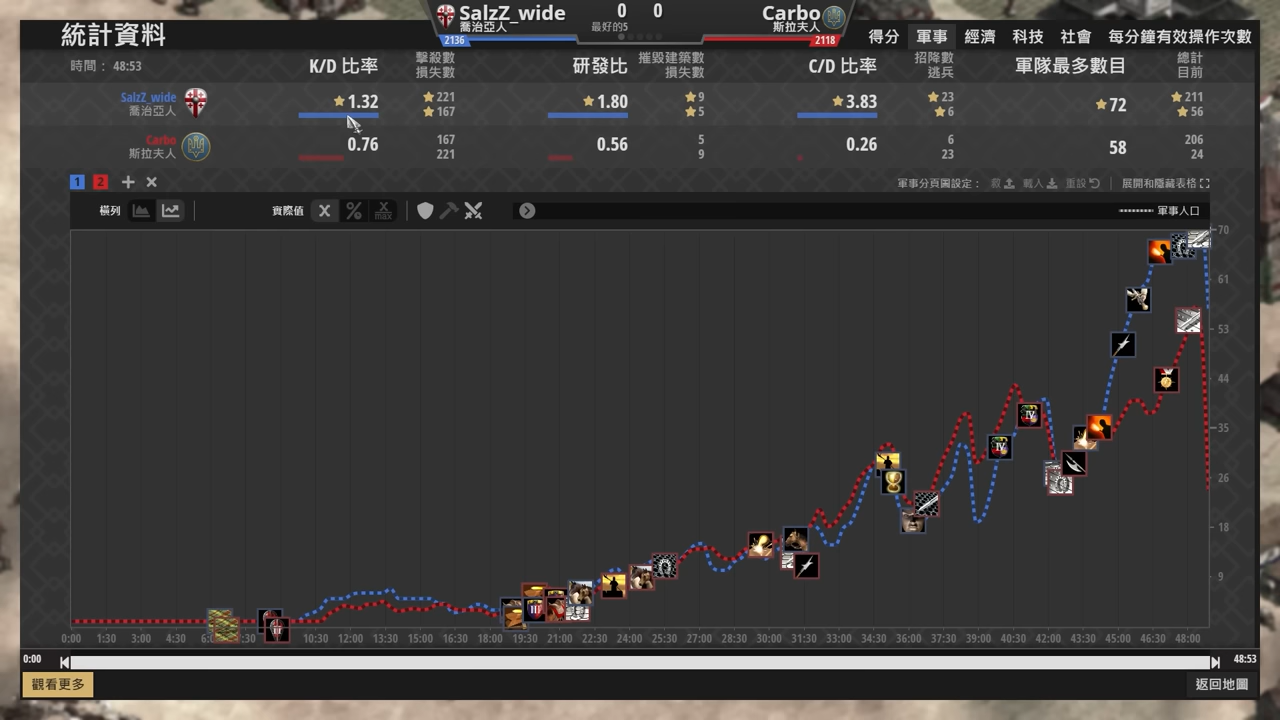 SalzZ_wide
喬治亞人
0 0
最好的5
Carbo
斯拉夫人
2136
2118
統計資料
得分 軍事 經濟 科技 社會 每分鐘有效操作次數
時間： 48:53
K/D 比率
擊殺數
損失數
研發比
摧毀建築數
損失數
C/D 比率
招降數
逃兵
軍隊最多數目
總計
目前
SalzZ_wide
喬治亞人
1.32
221
167
1.80
9
5
3.83
23
6
72
211
56
Carbo
斯拉夫人
0.76
167
221
0.56
5
9
0.26
6
23
58
206
24
1 2
軍事分頁圖設定： 載入 重設 展開和隱藏表格
橫列
實際值
X % X max
軍事人口
70
61
53
44
35
26
18
9
IV
IV
III
III
0:00 1:30 3:00 4:30 10:30 12:00 13:30 15:00 16:30 18:00 19:30 21:00 22:30 24:00 25:30 27:00 28:30 30:00 31:30 33:00 34:30 36:00 37:30 39:00 40:30 42:00 43:30 45:00 46:30 48:00
0:00
48:53
觀看更多
返回地圖